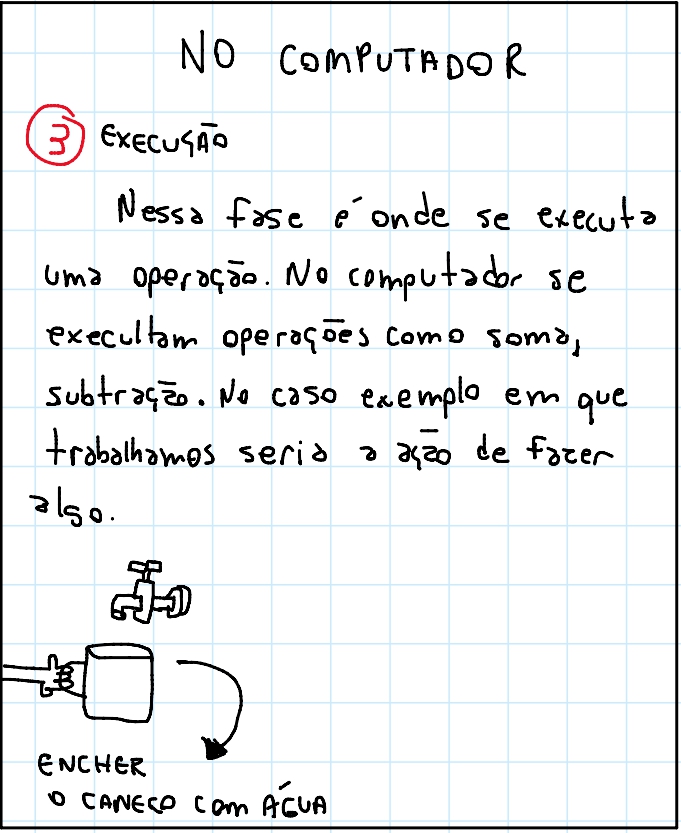 NO COMPUTADOR
3 EXECUÇÃO
Nessa fase é onde se executa
uma operação. No computador se
execultam operações como soma,
subtração. No caso exemplo em que
trabalhamos seria a ação de fazer
algo.
ENCHER
O CANECO com ÁGUA